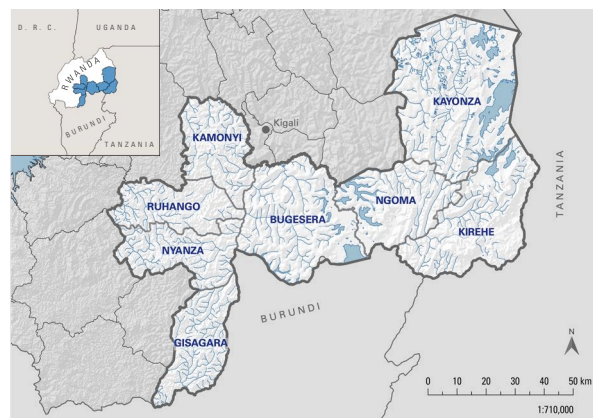 D. R. C.
UGANDA
RWANDA
BURUNDI
TANZANIA
KAYONZA
Kigali
KAMONYI
TANZANIA
RUHANGO
NGOMA
BUGESERA
KIREHE
NYANZA
BURUNDI
GISAGARA
N
0 10 20 30 40 50 km
1:710,000